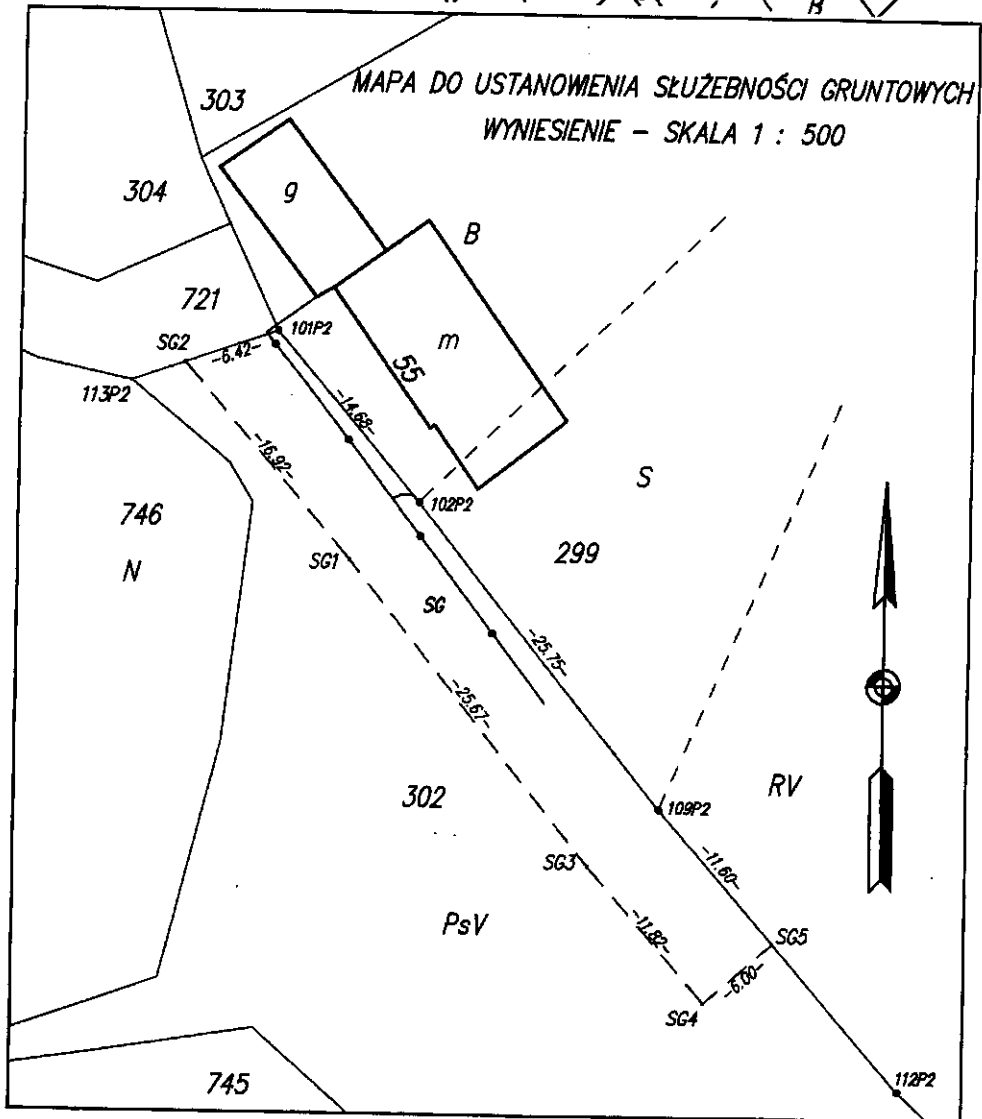 B
MAPA DO USTANOWIENIA SŁUŻEBNOŚCI GRUNTOWYCH
WYNIESIENIE - SKALA 1 : 500
303
304
g
B
721
101P2
m
SG2
-6.42-
55
113P2
-14.68-
-16.92-
S
102P2
746
299
N
SG1
SG
-25.75-
-25.67-
302
RV
109P2
SG3
-11.60-
PsV
-11.82-
SG5
-6.00-
SG4
745
112P2